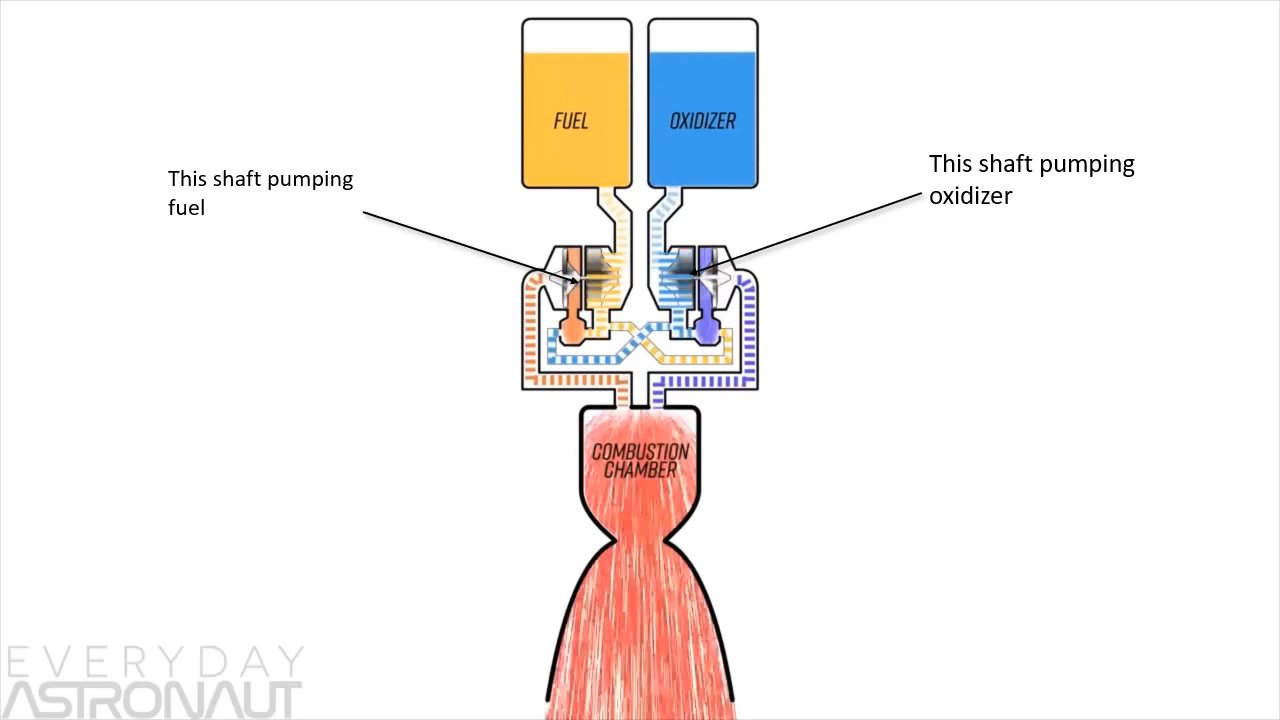 FUEL
OXIDIZER
This shaft pumping
fuel
This shaft pumping
oxidizer
COMBUSTION
CHAMBER
EVERYDAY
ASTRONAUT